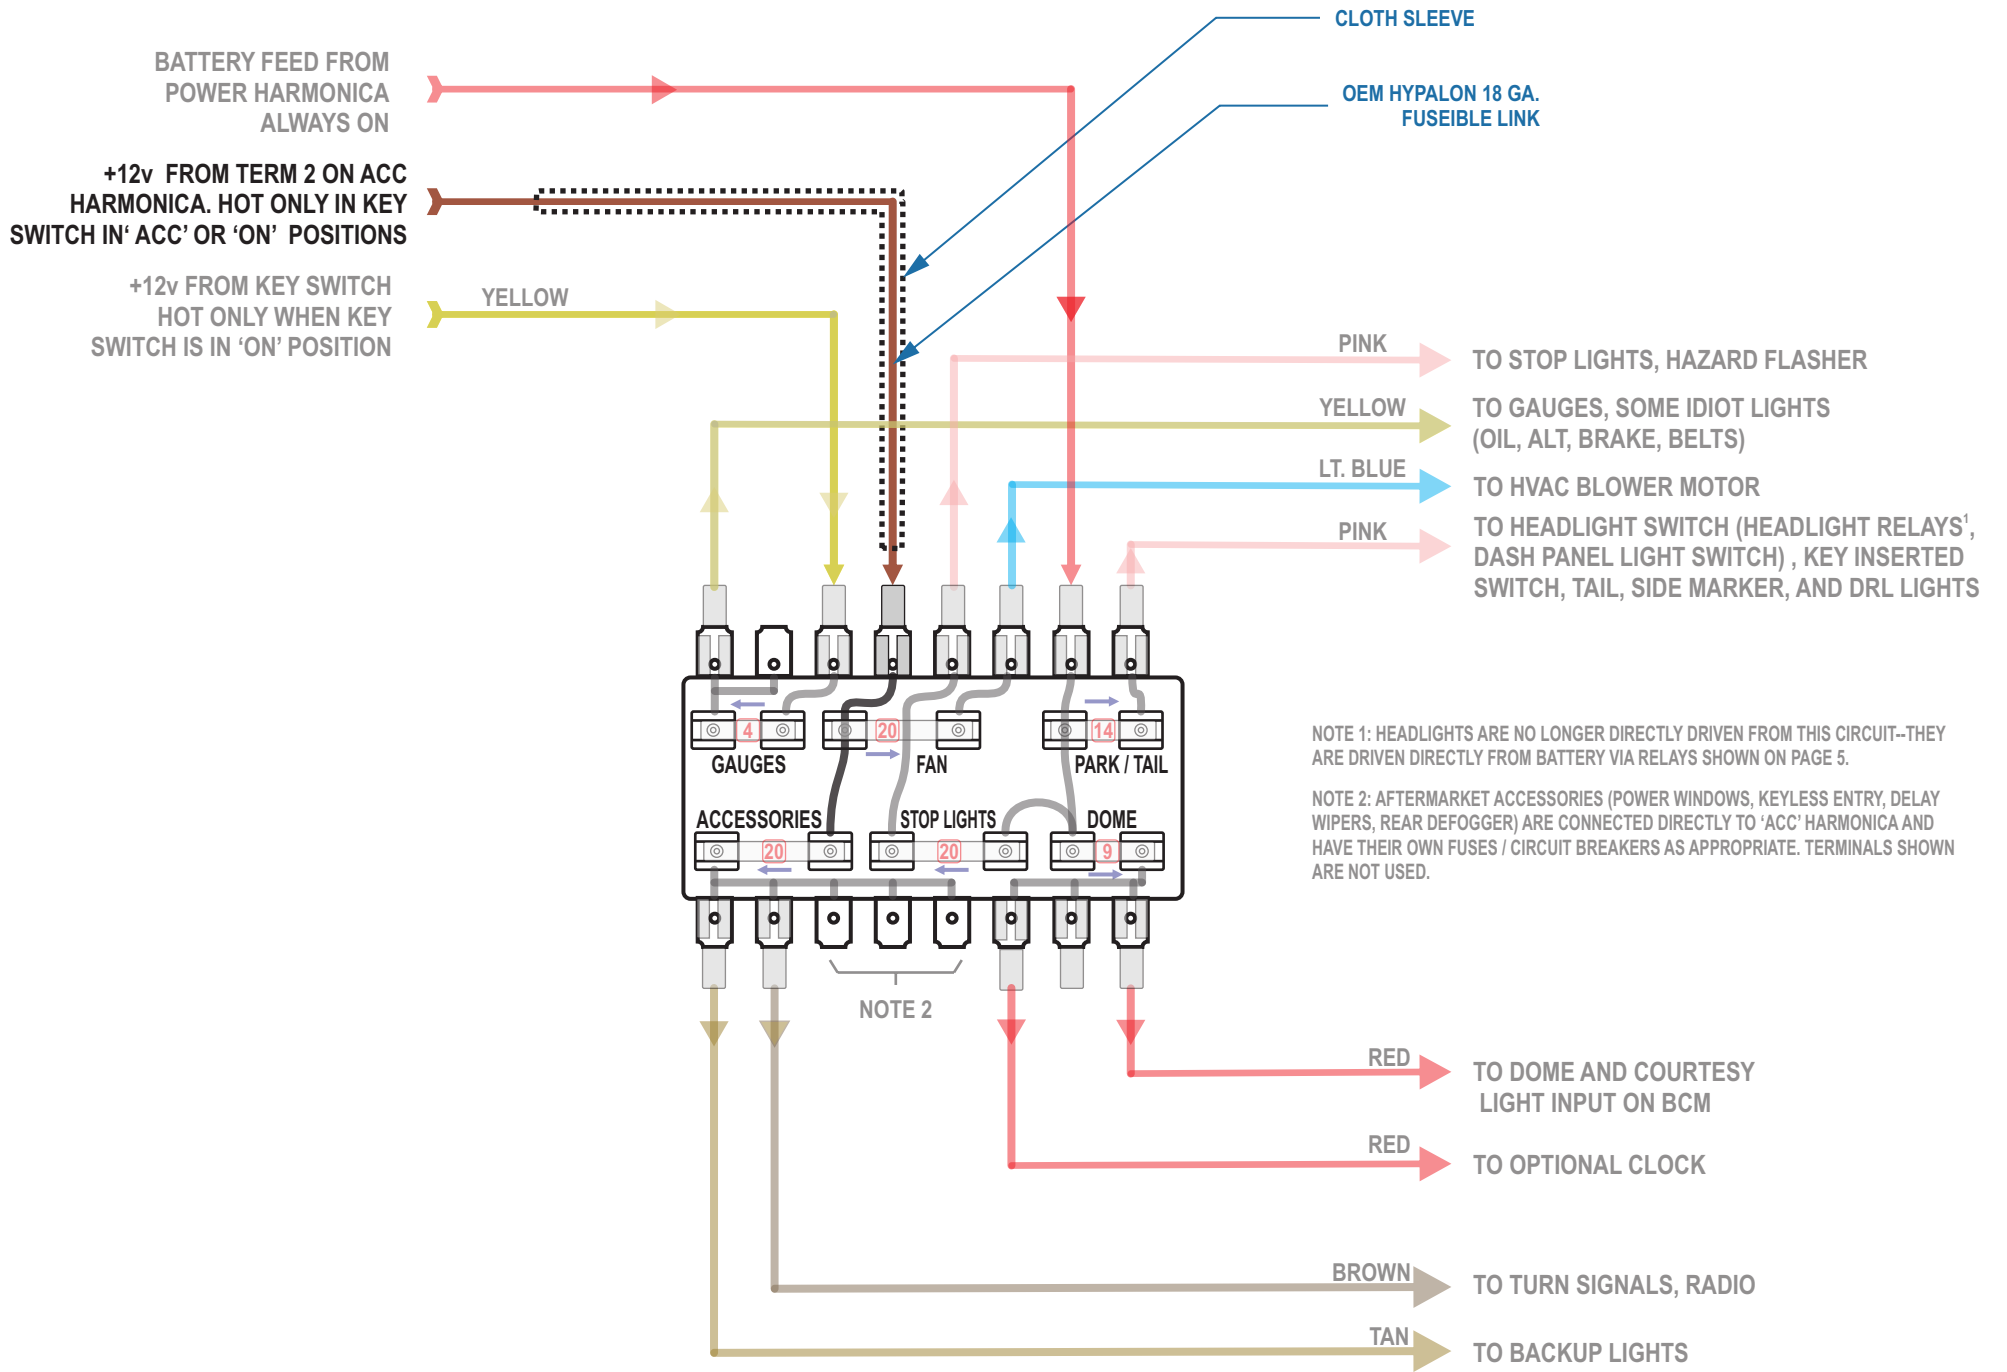 CLOTH SLEEVE
BATTERY FEED FROM
POWER HARMONICA
ALWAYS ON
OEM HYPALON 18 GA.
FUSEIBLE LINK
+12v  FROM TERM 2 ON ACC
HARMONICA. HOT ONLY IN KEY
SWITCH IN‘ ACC’ OR ‘ON’  POSITIONS
+12v FROM KEY SWITCH
HOT ONLY WHEN KEY
SWITCH IS IN ‘ON’ POSITION
YELLOW
PINK
TO STOP LIGHTS, HAZARD FLASHER
YELLOW
TO GAUGES, SOME IDIOT LIGHTS
(OIL, ALT, BRAKE, BELTS)
LT. BLUE
TO HVAC BLOWER MOTOR
PINK
TO HEADLIGHT SWITCH (HEADLIGHT RELAYS¹,
DASH PANEL LIGHT SWITCH) , KEY INSERTED
SWITCH, TAIL, SIDE MARKER, AND DRL LIGHTS
4
20
14
GAUGES
FAN
PARK / TAIL
ACCESSORIES
STOP LIGHTS
DOME
20
20
9
NOTE 1: HEADLIGHTS ARE NO LONGER DIRECTLY DRIVEN FROM THIS CIRCUIT--THEY
ARE DRIVEN DIRECTLY FROM BATTERY VIA RELAYS SHOWN ON PAGE 5.
NOTE 2: AFTERMARKET ACCESSORIES (POWER WINDOWS, KEYLESS ENTRY, DELAY
WIPERS, REAR DEFOGGER) ARE CONNECTED DIRECTLY TO ‘ACC’ HARMONICA AND
HAVE THEIR OWN FUSES / CIRCUIT BREAKERS AS APPROPRIATE. TERMINALS SHOWN
ARE NOT USED.
NOTE 2
RED
TO DOME AND COURTESY
LIGHT INPUT ON BCM
RED
TO OPTIONAL CLOCK
BROWN
TO TURN SIGNALS, RADIO
TAN
TO BACKUP LIGHTS